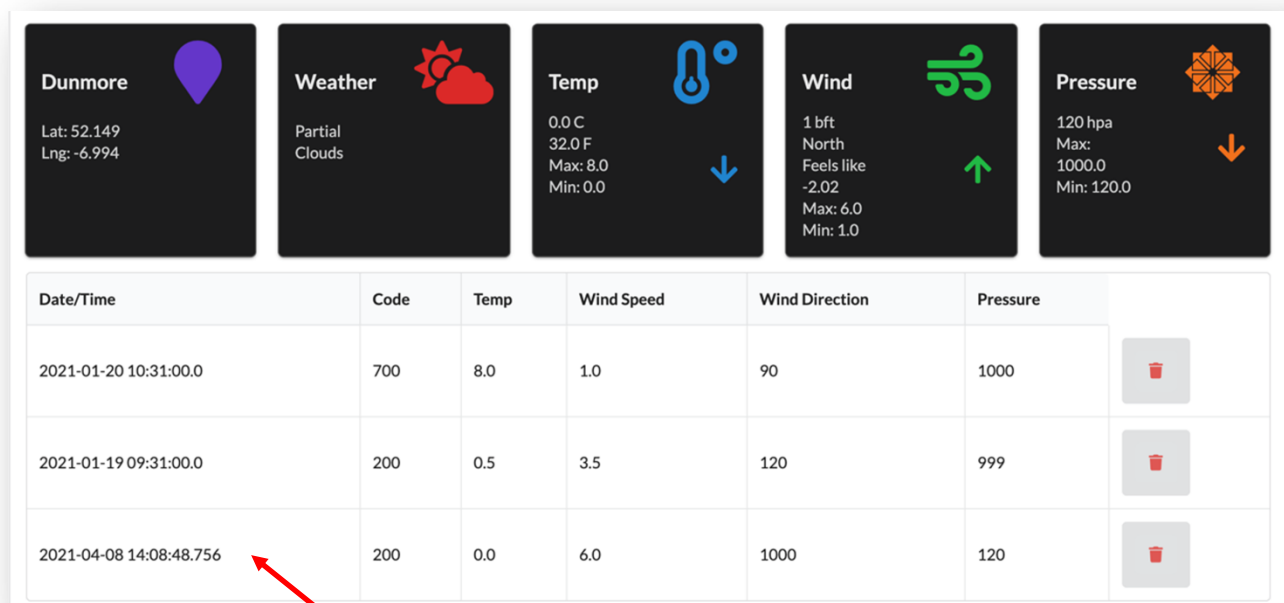 Dunmore
Lat: 52.149
Lng: -6.994
Weather
Partial
Clouds
Temp
0.0 C
32.0 F
Max: 8.0
Min: 0.0
Wind
1 bft
North
Feels like
-2.02
Max: 6.0
Min: 1.0
Pressure
120 hpa
Max:
1000.0
Min: 120.0
Date/Time Code Temp Wind Speed Wind Direction Pressure
2021-01-20 10:31:00.0 700 8.0 1.0 90 1000
2021-01-19 09:31:00.0 200 0.5 3.5 120 999
2021-04-08 14:08:48.756 200 0.0 6.0 1000 120